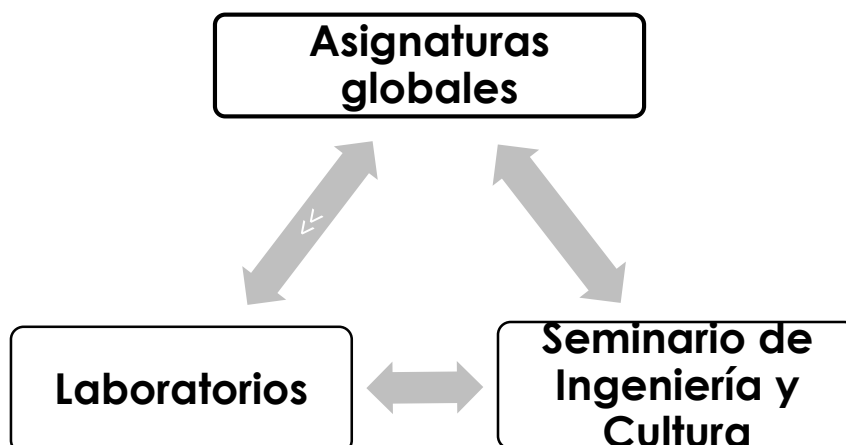 Asignaturas
globales
<<
Laboratorios
Seminario de
Ingeniería y
Cultura